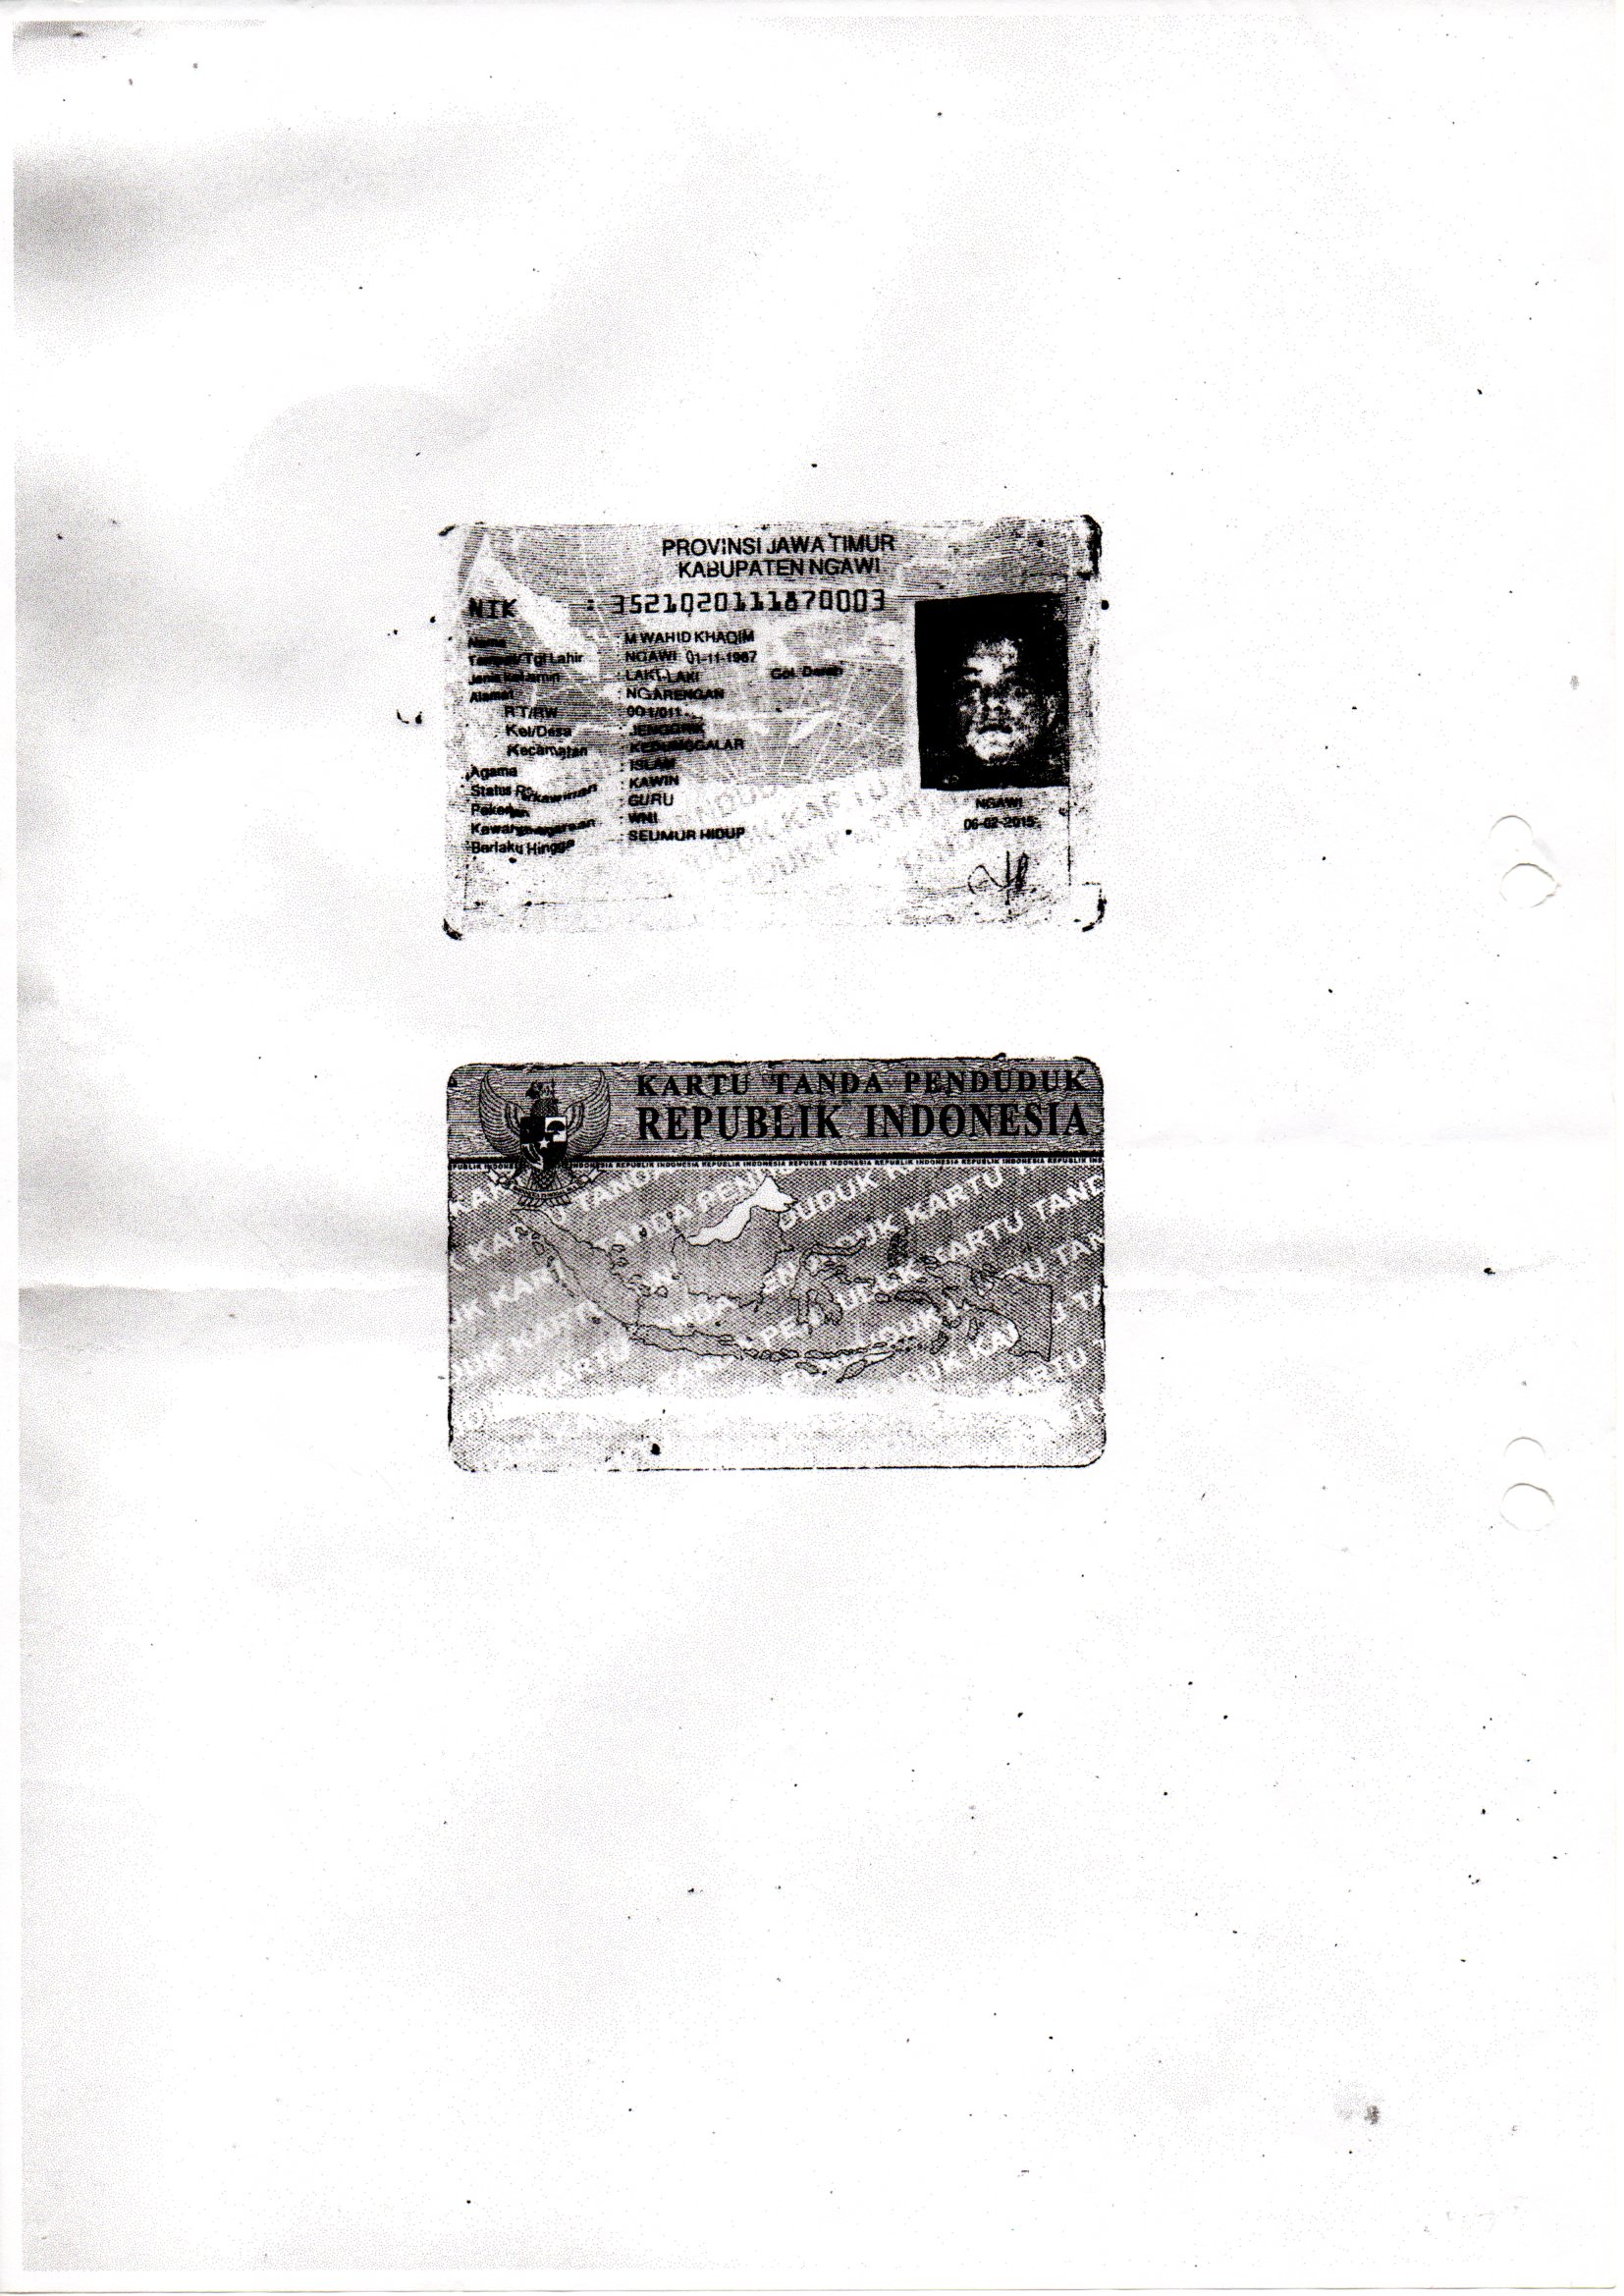 PROVINSI JAWA TIMUR
KABUPATEN NGAWI
NIK : 3521020111870003
Nama : M WAHID KHAQIM
Tempat/Tgl Lahir : NGAWI 01-11-1987
Jenis kelamin : LAKI-LAKI Gol. Darah
Alamat : NGARENGAN
RT/RW : 001/011
Kel/Desa : JENGGRIK
Kecamatan : KEDUNGGALAR
Agama : ISLAM
Status Perkawinan : KAWIN
Pekerjaan : GURU
Kewarganegaraan : WNI
Berlaku Hingga : SEUMUR HIDUP
NGAWI
06-02-2015
KARTU TANDA PENDUDUK
REPUBLIK INDONESIA